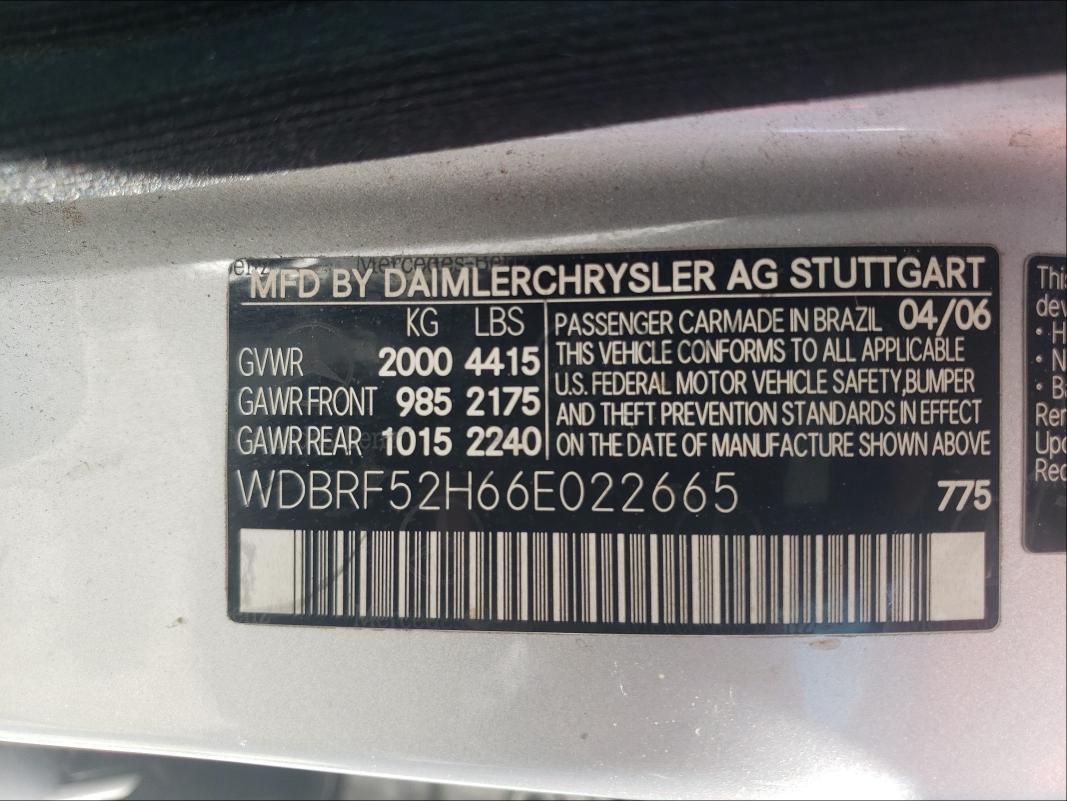 Mercedes-Benz
MFD BY DAIMLERCHRYSLER AG STUTTGART
KG LBS
GVWR 2000 4415
GAWR FRONT 985 2175
GAWR REAR 1015 2240
PASSENGER CARMADE IN BRAZIL 04/06
THIS VEHICLE CONFORMS TO ALL APPLICABLE
U.S. FEDERAL MOTOR VEHICLE SAFETY,BUMPER
AND THEFT PREVENTION STANDARDS IN EFFECT
ON THE DATE OF MANUFACTURE SHOWN ABOVE
WDBRF52H66E022665
775